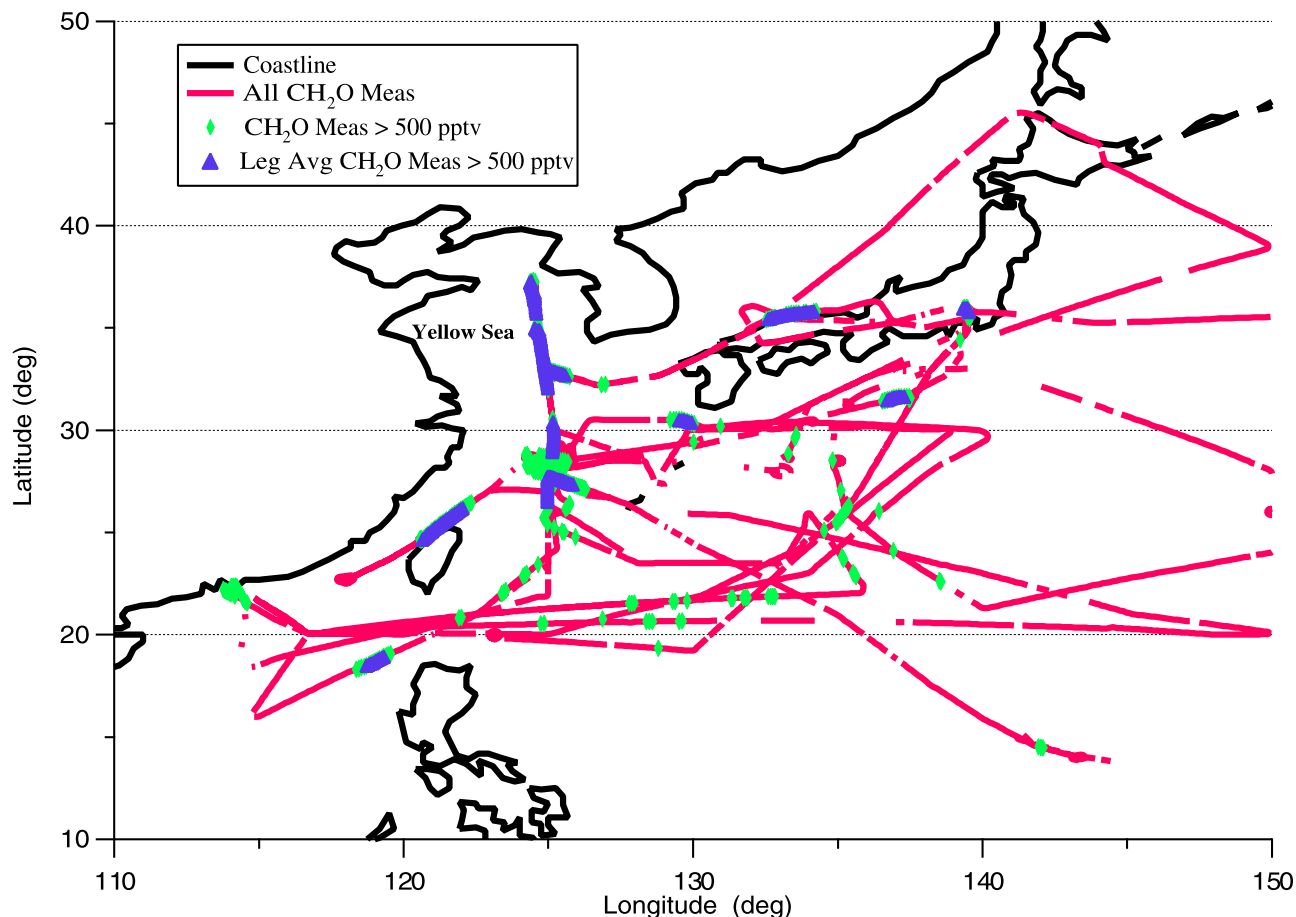 50
40
30
20
10
Latitude (deg)
Coastline
All CH₂O Meas
CH₂O Meas > 500 pptv
Leg Avg CH₂O Meas > 500 pptv
Yellow Sea
110
120
130
140
150
Longitude (deg)